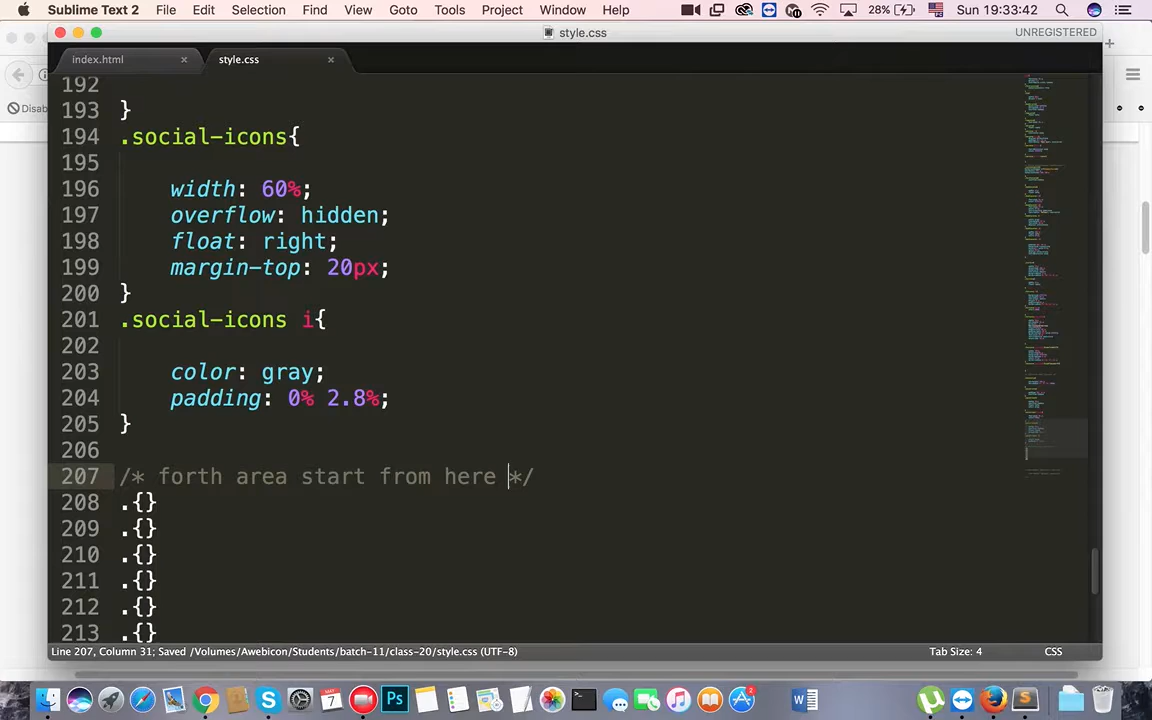 Sublime Text 2 File Edit Selection Find View Goto Tools Project Window Help 28% Sun 19:33:42
style.css UNREGISTERED
index.html × style.css ×
Disab
192
193 }
194 .social-icons{
195
196 width: 60%;
197 overflow: hidden;
198 float: right;
199 margin-top: 20px;
200 }
201 .social-icons i{
202
203 color: gray;
204 padding: 0% 2.8%;
205 }
206
207 /* forth area start from here */
208 .{}
209 .{}
210 .{}
211 .{}
212 .{}
213 .{}
Line 207, Column 31; Saved /Volumes/Awebicon/Students/batch-11/class-20/style.css (UTF-8) Tab Size: 4 CSS